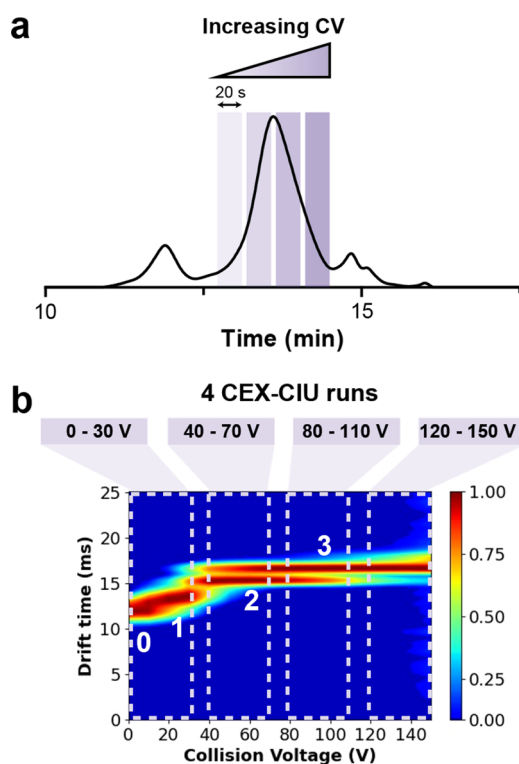 a
Increasing CV
20 s
10
15
Time (min)
b
4 CEX-CIU runs
0 - 30 V
40 - 70 V
80 - 110 V
120 - 150 V
25
20
15
10
5
0
Drift time (ms)
0
1
2
3
0 20 40 60 80 100 120 140
Collision Voltage (V)
1.00
0.75
0.50
0.25
0.00